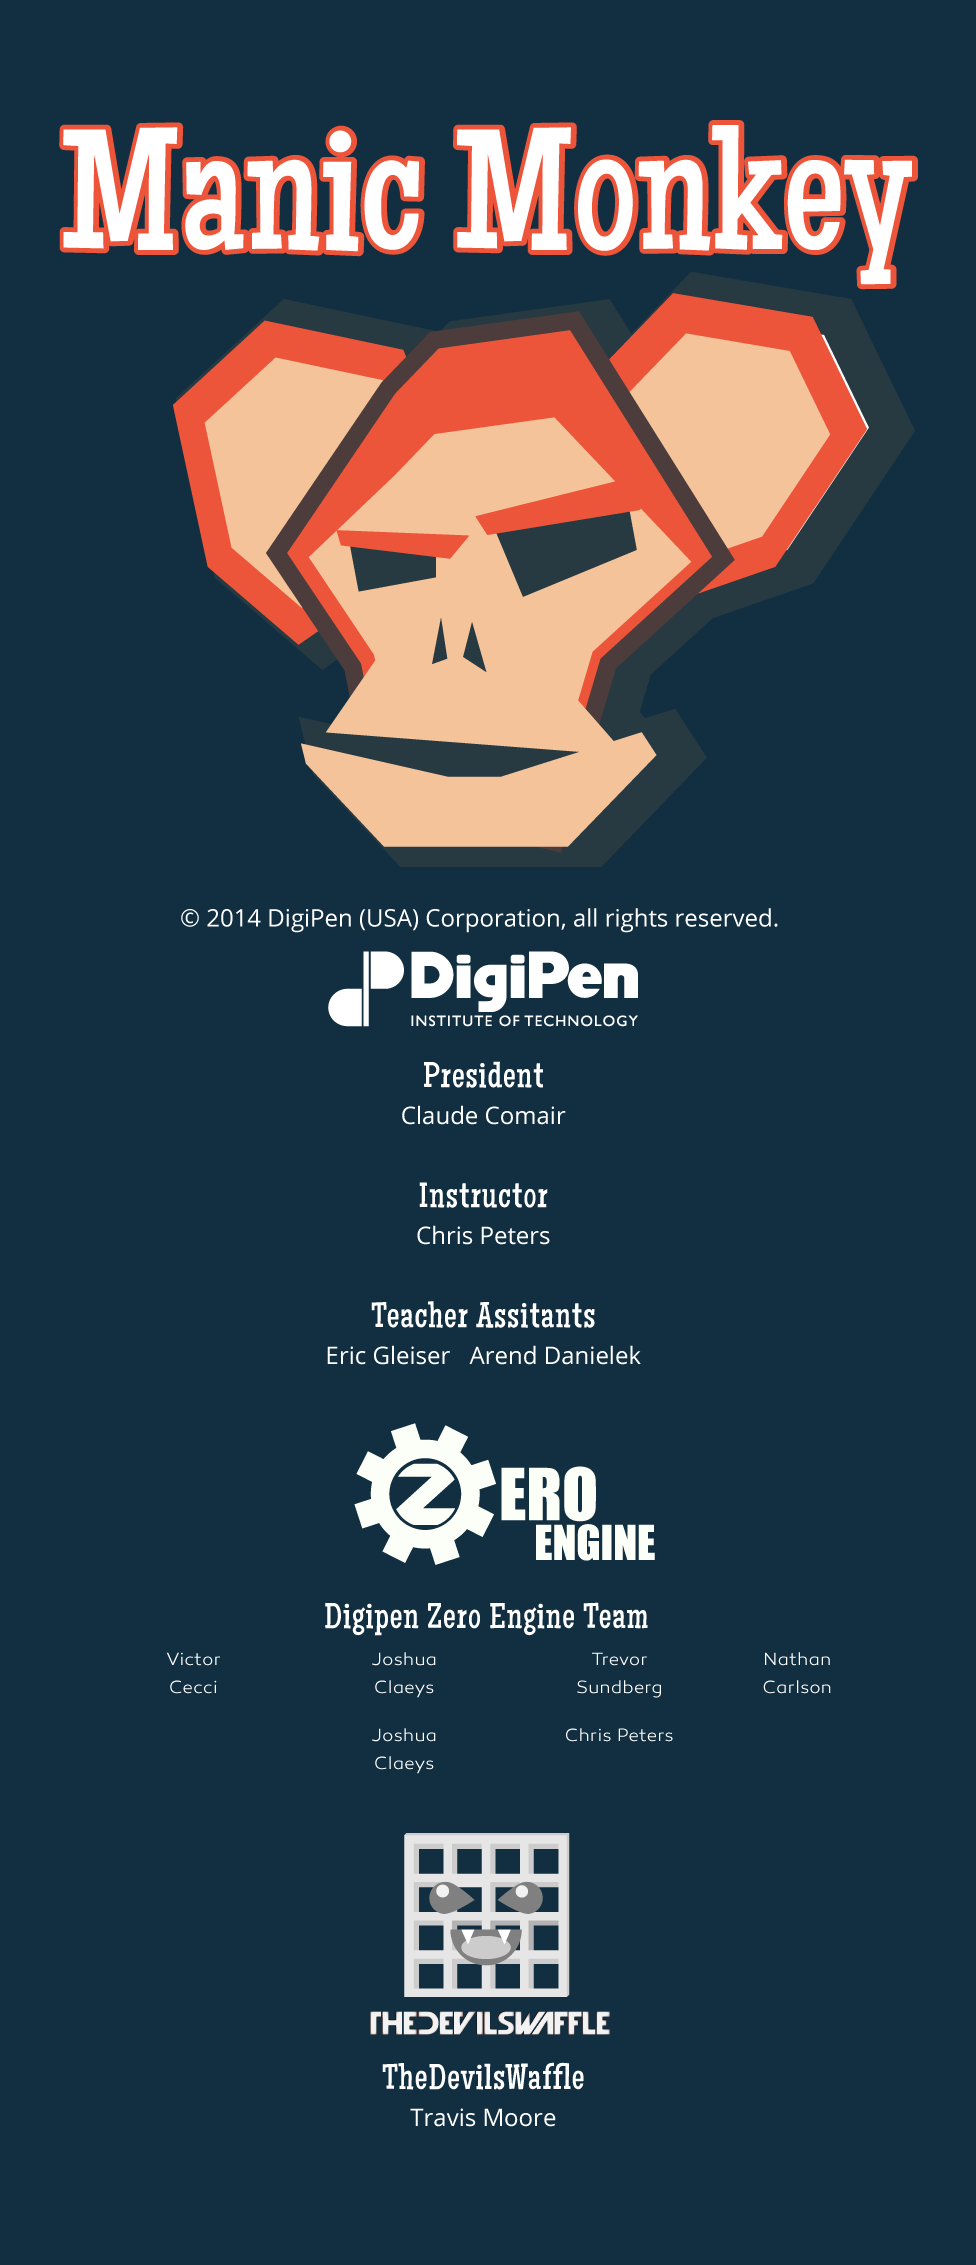 Manic Monkey
© 2014 DigiPen (USA) Corporation, all rights reserved.
DigiPen
INSTITUTE OF TECHNOLOGY
President
Claude Comair
Instructor
Chris Peters
Teacher Assitants
Eric Gleiser Arend Danielek
ZERO
ENGINE
Digipen Zero Engine Team
Victor Joshua Trevor Nathan
Cecci Claeys Sundberg Carlson
Joshua Chris Peters
Claeys
THEDEVILSWAFFLE
TheDevilsWaffle
Travis Moore